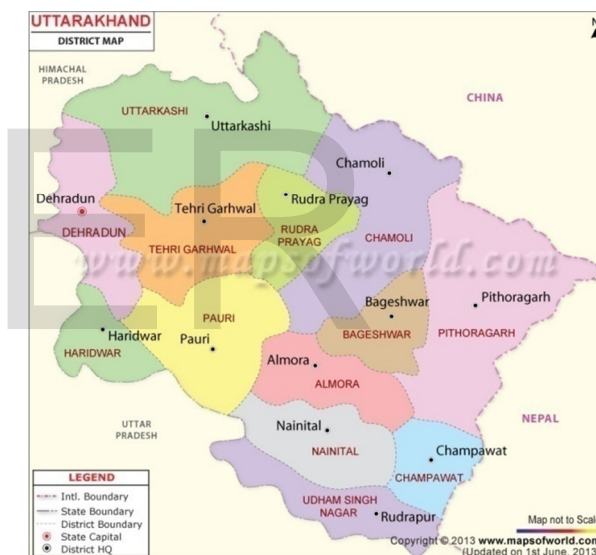 UTTARAKHAND
DISTRICT MAP
N
HIMACHAL
PRADESH
CHINA
UTTARKASHI
Uttarkashi
Chamoli
Dehradun
DEHRADUN
Tehri Garhwal
TEHRI GARHWAL
Rudra Prayag
RUDRA
PRAYAG
CHAMOLI
www.mapsofworld.com
ER
Haridwar
HARIDWAR
PAURI
Pauri
Bageshwar
BAGESHWAR
Pithoragarh
PITHORAGARH
Almora
ALMORA
UTTAR
PRADESH
NEPAL
Nainital
NAINITAL
Champawat
CHAMPAWAT
UDHAM SINGH
NAGAR
Rudrapur
LEGEND
Intl. Boundary
State Boundary
District Boundary
State Capital
District HQ
Map not to Scale
Copyright © 2013 www.mapsofworld.com
(Updated on 1st June, 2013)